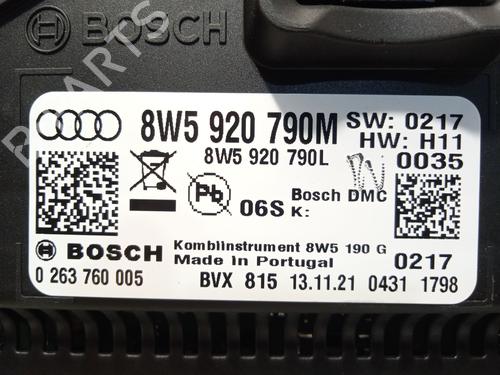 BOSCH
8W5 920 790M SW: 0217
HW: H11
8W5 920 790L 0035
Pb 06S Bosch DMC
K:
BOSCH Kombiinstrument 8W5 190 G
Made in Portugal 0217
0 263 760 005 BVX 815 13.11.21 0431 1798